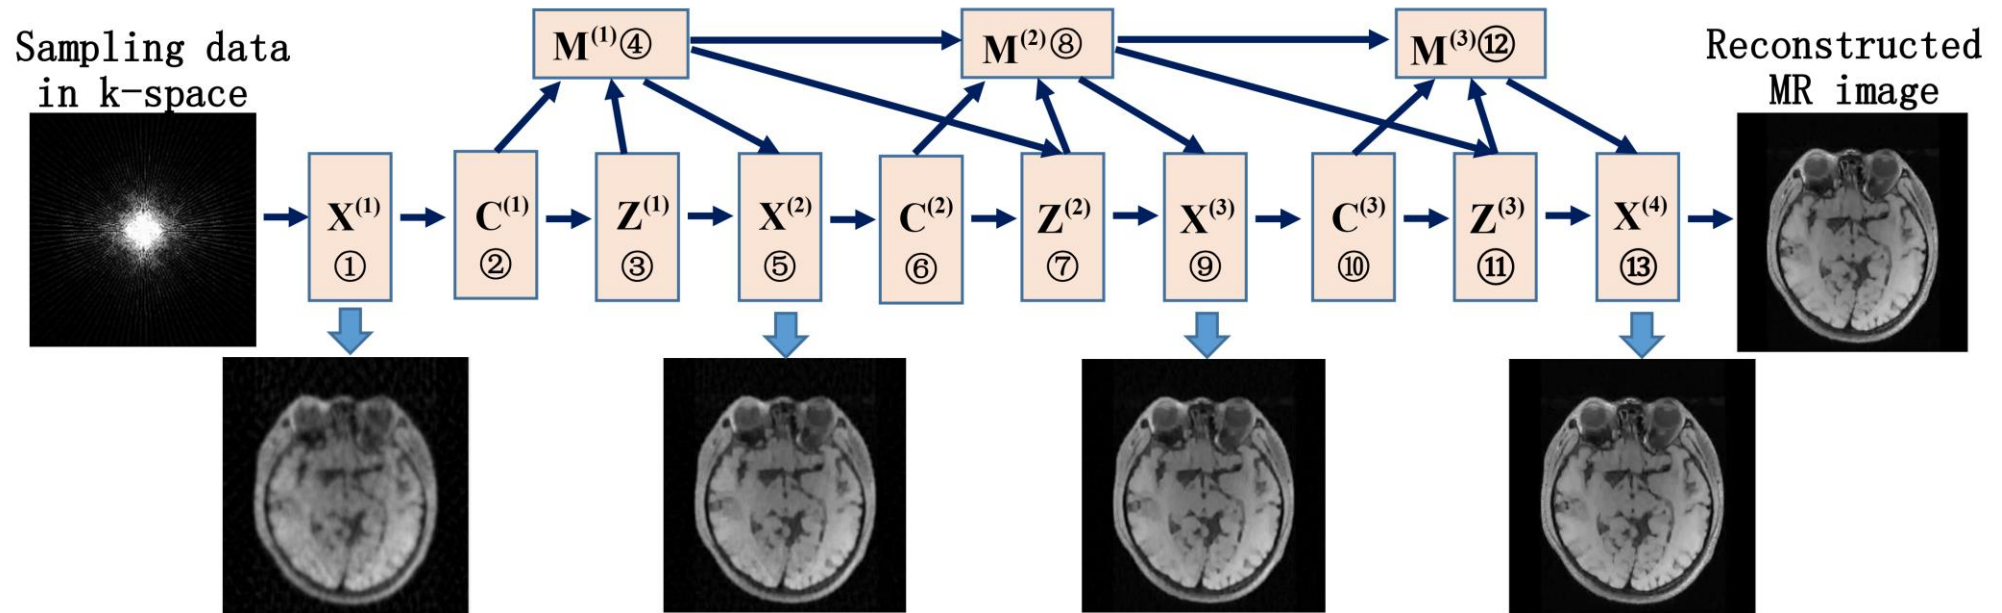 Sampling data
in k-space
M(1)④
M(2)⑧
M(3)⑫
Reconstructed
MR image
X(1)
①
C(1)
②
Z(1)
③
X(2)
⑤
C(2)
⑥
Z(2)
⑦
X(3)
⑨
C(3)
⑩
Z(3)
⑪
X(4)
⑬